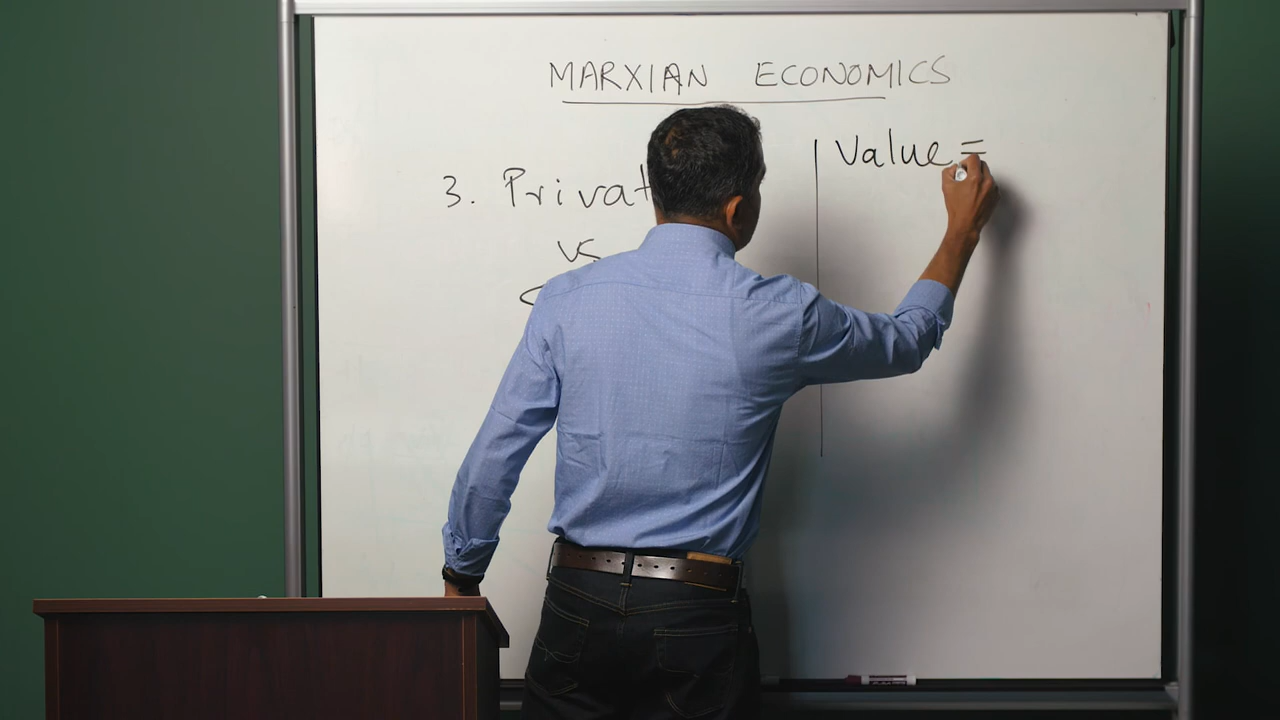 MARXIAN ECONOMICS
3. Privat
vs
Value =